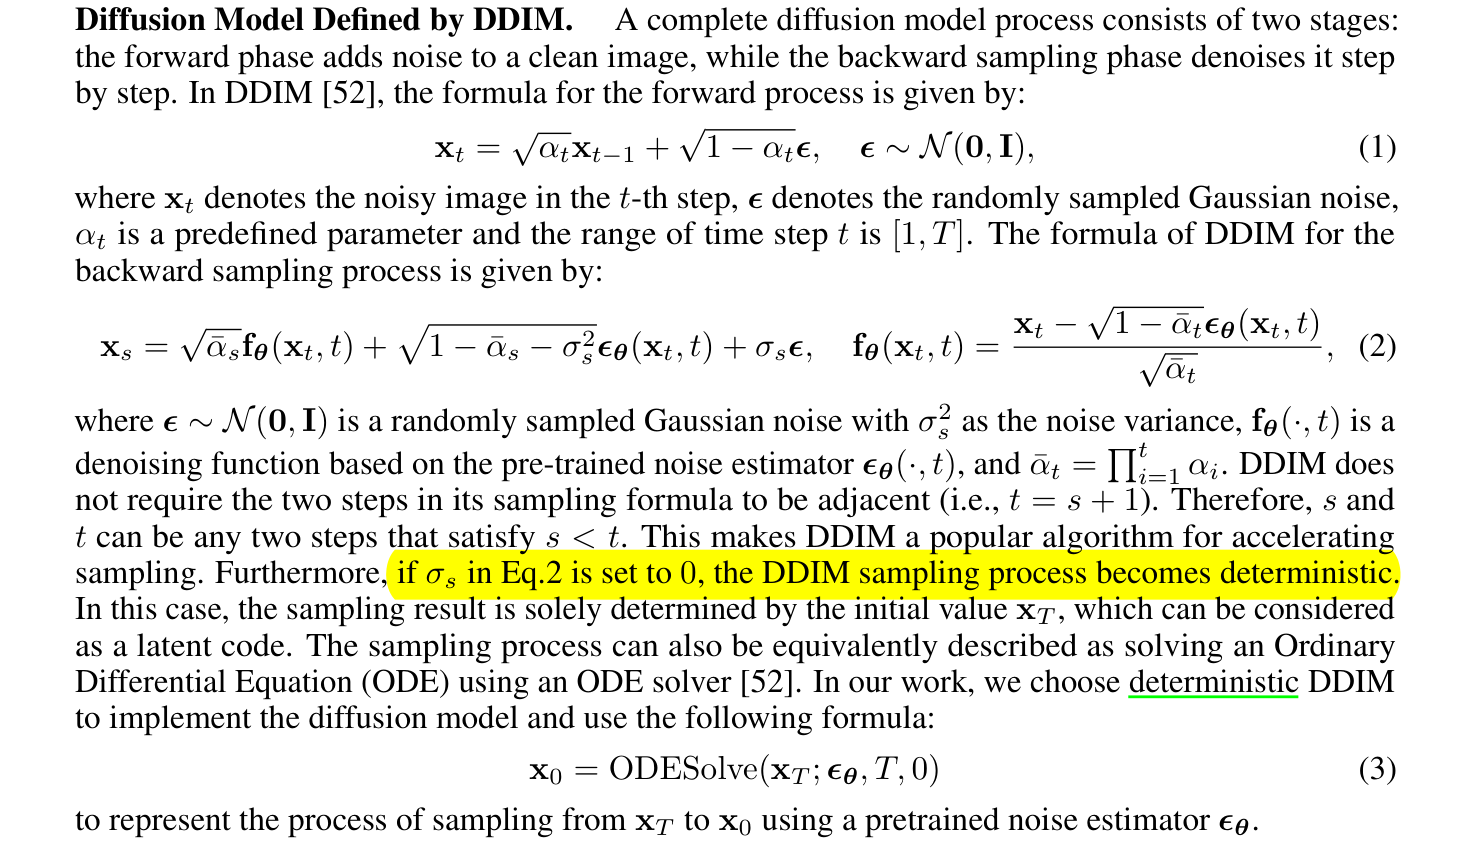 Diffusion Model Defined by DDIM. A complete diffusion model process consists of two stages:
the forward phase adds noise to a clean image, while the backward sampling phase denoises it step
by step. In DDIM [52], the formula for the forward process is given by:
$\mathbf{x}_t = \sqrt{\alpha_t}\mathbf{x}_{t-1} + \sqrt{1 - \alpha_t}\boldsymbol{\epsilon}, \quad \boldsymbol{\epsilon} \sim \mathcal{N}(\mathbf{0}, \mathbf{I}),$ (1)
where $\mathbf{x}_t$ denotes the noisy image in the $t$-th step, $\boldsymbol{\epsilon}$ denotes the randomly sampled Gaussian noise,
$\alpha_t$ is a predefined parameter and the range of time step $t$ is $[1, T]$. The formula of DDIM for the
backward sampling process is given by:
$\mathbf{x}_s = \sqrt{\bar{\alpha}_s}\mathbf{f}_{\boldsymbol{\theta}}(\mathbf{x}_t, t) + \sqrt{1 - \bar{\alpha}_s - \sigma_s^2}\boldsymbol{\epsilon}_{\boldsymbol{\theta}}(\mathbf{x}_t, t) + \sigma_s\boldsymbol{\epsilon}, \quad \mathbf{f}_{\boldsymbol{\theta}}(\mathbf{x}_t, t) = \frac{\mathbf{x}_t - \sqrt{1 - \bar{\alpha}_t}\boldsymbol{\epsilon}_{\boldsymbol{\theta}}(\mathbf{x}_t, t)}{\sqrt{\bar{\alpha}_t}},$ (2)
where $\boldsymbol{\epsilon} \sim \mathcal{N}(\mathbf{0}, \mathbf{I})$ is a randomly sampled Gaussian noise with $\sigma_s^2$ as the noise variance, $\mathbf{f}_{\boldsymbol{\theta}}(\cdot, t)$ is a
denoising function based on the pre-trained noise estimator $\boldsymbol{\epsilon}_{\boldsymbol{\theta}}(\cdot, t)$, and $\bar{\alpha}_t = \prod_{i=1}^{t} \alpha_i$. DDIM does
not require the two steps in its sampling formula to be adjacent (i.e., $t = s + 1$). Therefore, $s$ and
$t$ can be any two steps that satisfy $s < t$. This makes DDIM a popular algorithm for accelerating
sampling. Furthermore, if $\sigma_s$ in Eq.2 is set to 0, the DDIM sampling process becomes deterministic.
In this case, the sampling result is solely determined by the initial value $\mathbf{x}_T$, which can be considered
as a latent code. The sampling process can also be equivalently described as solving an Ordinary
Differential Equation (ODE) using an ODE solver [52]. In our work, we choose deterministic DDIM
to implement the diffusion model and use the following formula:
$\mathbf{x}_0 = \mathrm{ODESolve}(\mathbf{x}_T; \boldsymbol{\epsilon}_{\boldsymbol{\theta}}, T, 0)$ (3)
to represent the process of sampling from $\mathbf{x}_T$ to $\mathbf{x}_0$ using a pretrained noise estimator $\boldsymbol{\epsilon}_{\boldsymbol{\theta}}$.